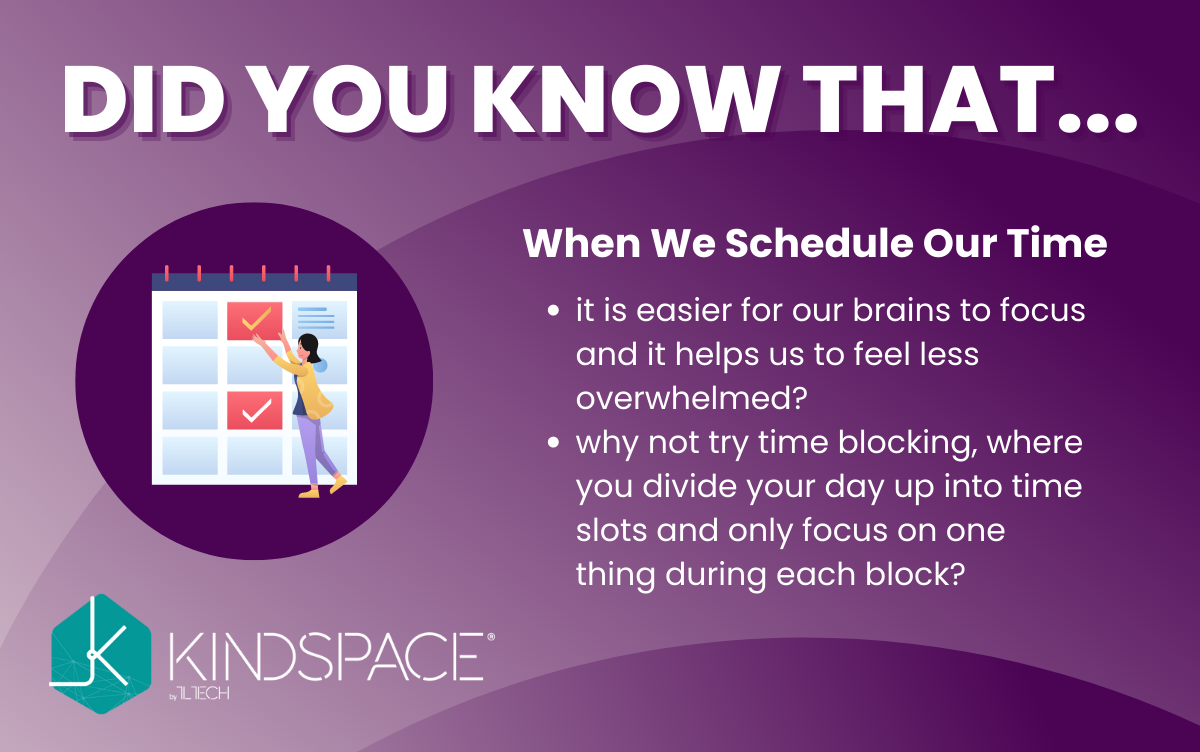 DID YOU KNOW THAT...
When We Schedule Our Time
• it is easier for our brains to focus
and it helps us to feel less
overwhelmed?
• why not try time blocking, where
you divide your day up into time
slots and only focus on one
thing during each block?
KINDSPACE®
by TLTECH